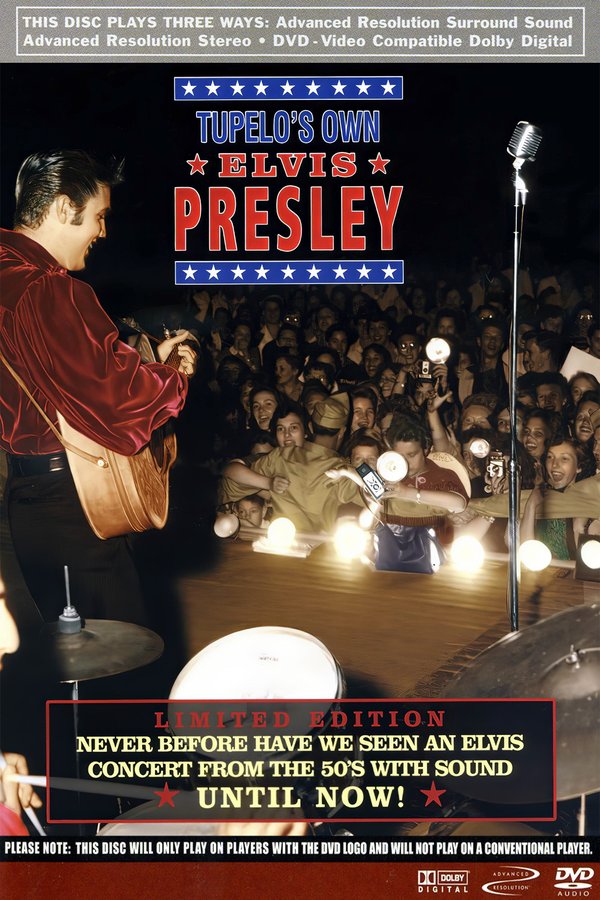 THIS DISC PLAYS THREE WAYS: Advanced Resolution Surround Sound
Advanced Resolution Stereo • DVD-Video Compatible Dolby Digital
TUPELO'S OWN
ELVIS
PRESLEY
LIMITED EDITION
NEVER BEFORE HAVE WE SEEN AN ELVIS
CONCERT FROM THE 50'S WITH SOUND
UNTIL NOW!
PLEASE NOTE: THIS DISC WILL ONLY PLAY ON PLAYERS WITH THE DVD LOGO AND WILL NOT PLAY ON A CONVENTIONAL PLAYER.
DOLBY
DIGITAL
ADVANCED
RESOLUTION
DVD
AUDIO